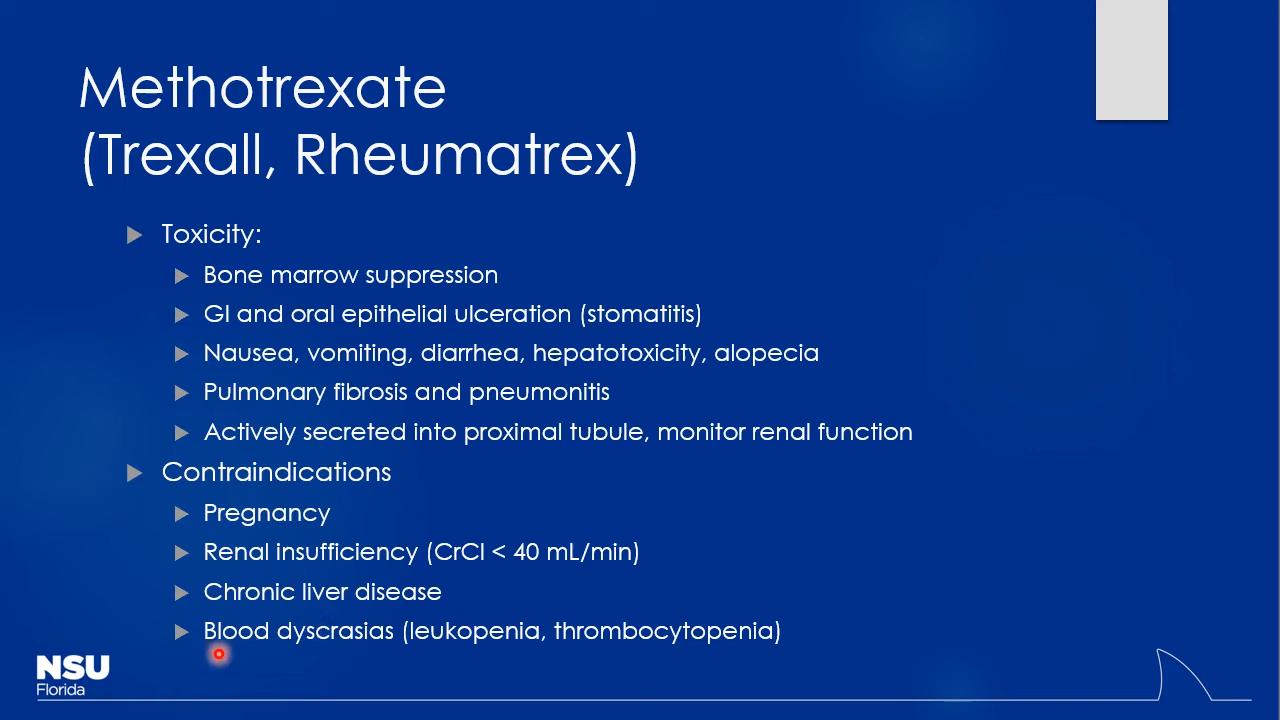 Methotrexate
(Trexall, Rheumatrex)
Toxicity:
Bone marrow suppression
GI and oral epithelial ulceration (stomatitis)
Nausea, vomiting, diarrhea, hepatotoxicity, alopecia
Pulmonary fibrosis and pneumonitis
Actively secreted into proximal tubule, monitor renal function
Contraindications
Pregnancy
Renal insufficiency (CrCl < 40 mL/min)
Chronic liver disease
Blood dyscrasias (leukopenia, thrombocytopenia)
NSU
Florida